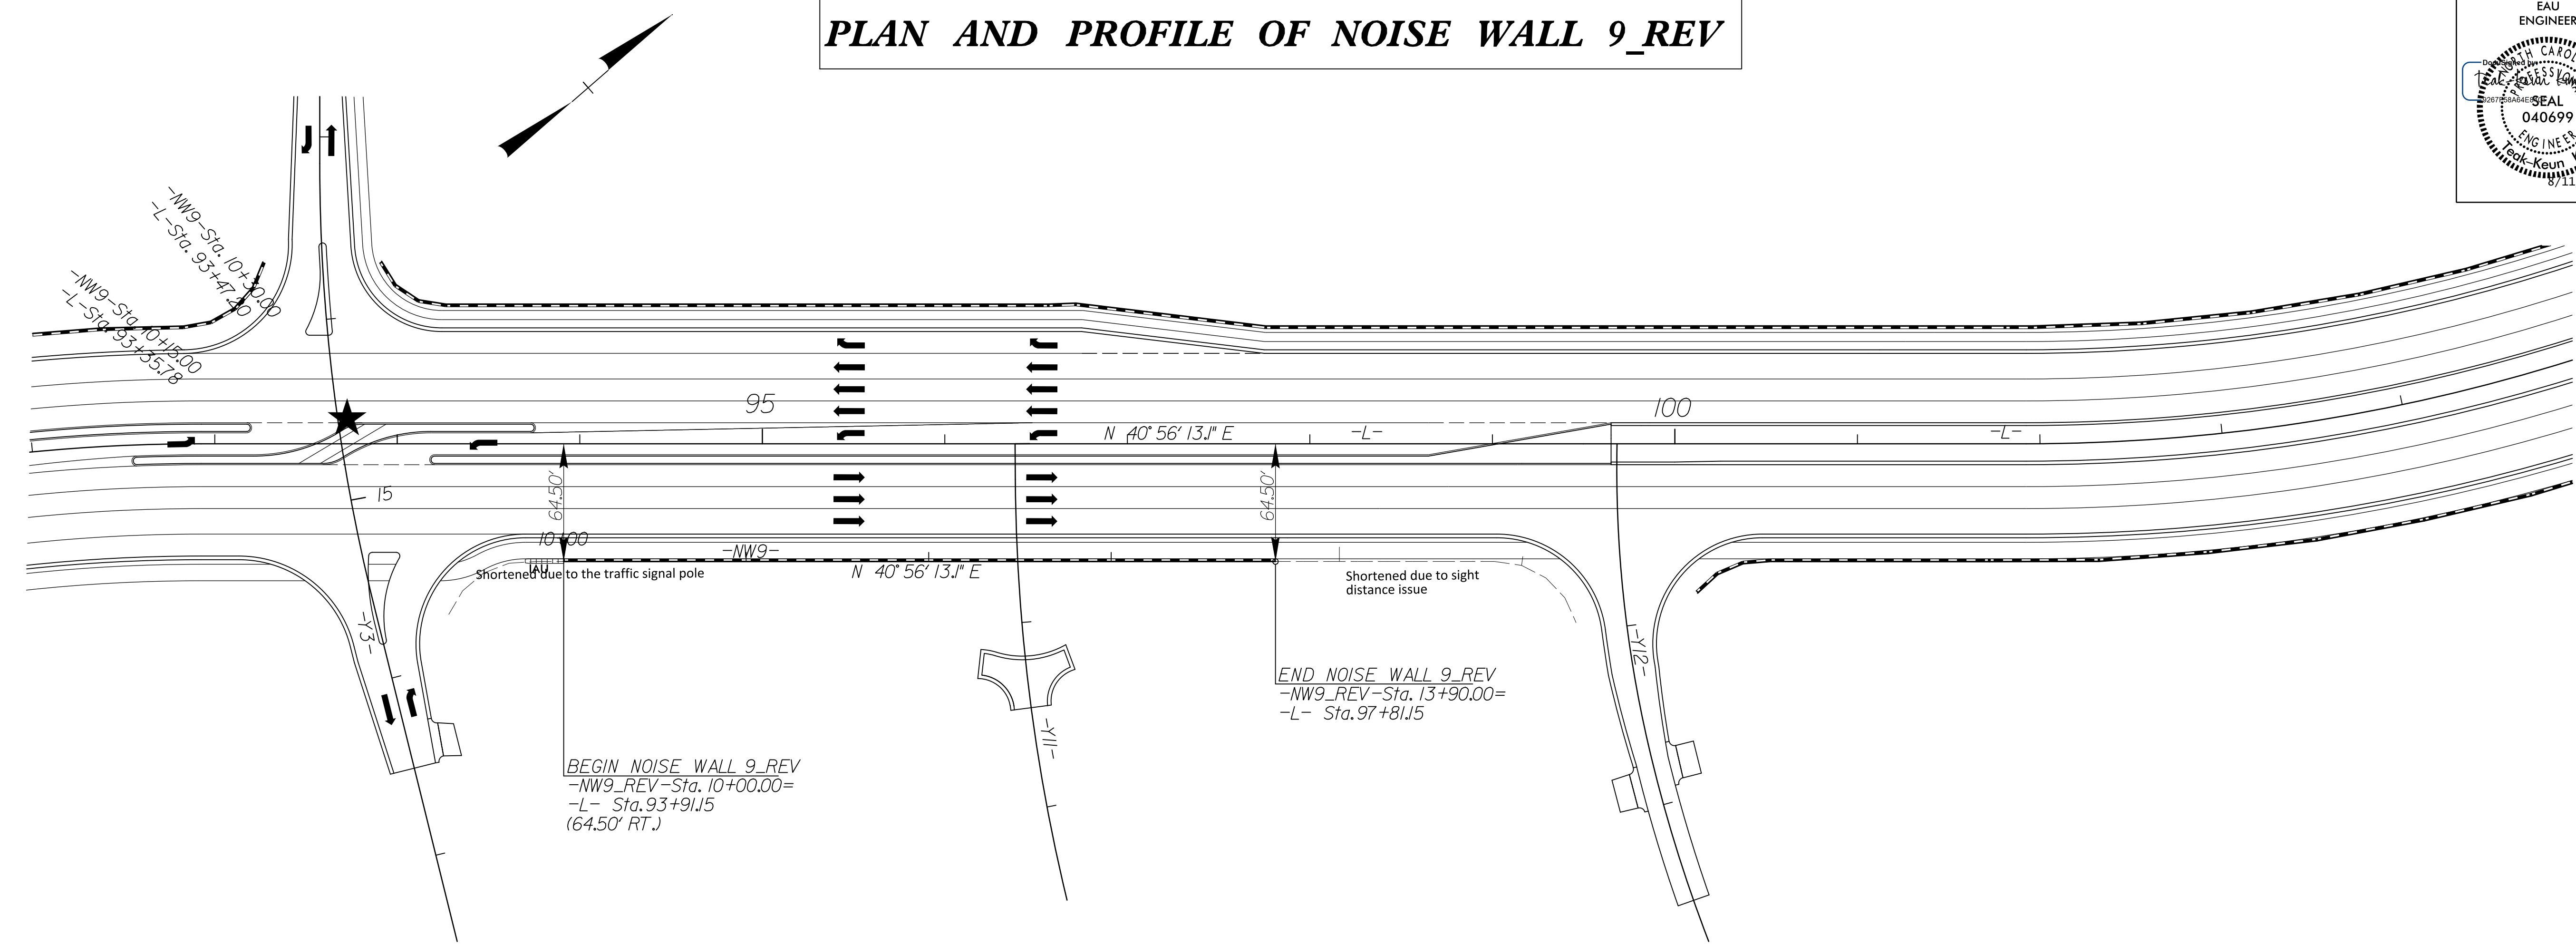 PLAN AND PROFILE OF NOISE WALL 9_REV
EAU
SEAL
040699
-NW9-Sta. 10+30.00
-L-Sta. 93+47.20
-NW9-Sta. 10+15.00
-L-Sta. 93+35.78
95
100
N 40° 56' 13.1" E
-L-
-L-
15
64.50'
64.50'
10+00
-NW9-
Shortened due to the traffic signal pole
N 40° 56' 13.1" E
Shortened due to sight
distance issue
-Y3-
-Y12-
-Y11-
END NOISE WALL 9_REV
-NW9_REV-Sta. 13+90.00=
-L- Sta. 97+81.15
BEGIN NOISE WALL 9_REV
-NW9_REV-Sta. 10+00.00=
-L- Sta. 93+91.15
(64.50' RT.)